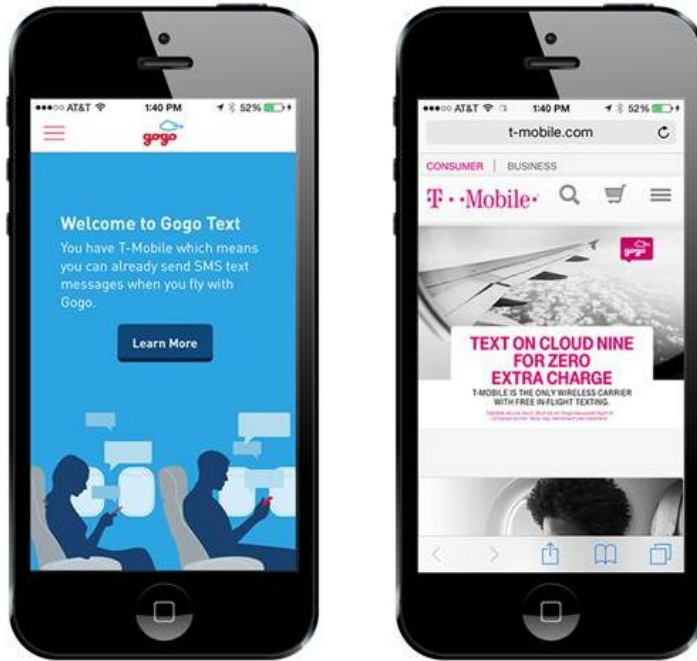 AT&T 1:40 PM 52%
gogo
Welcome to Gogo Text
You have T-Mobile which means
you can already send SMS text
messages when you fly with
Gogo.
Learn More
AT&T 1:40 PM 52%
t-mobile.com
CONSUMER | BUSINESS
T··Mobile·
gogo
TEXT ON CLOUD NINE
FOR ZERO
EXTRA CHARGE
T-MOBILE IS THE ONLY WIRELESS CARRIER
WITH FREE IN-FLIGHT TEXTING.